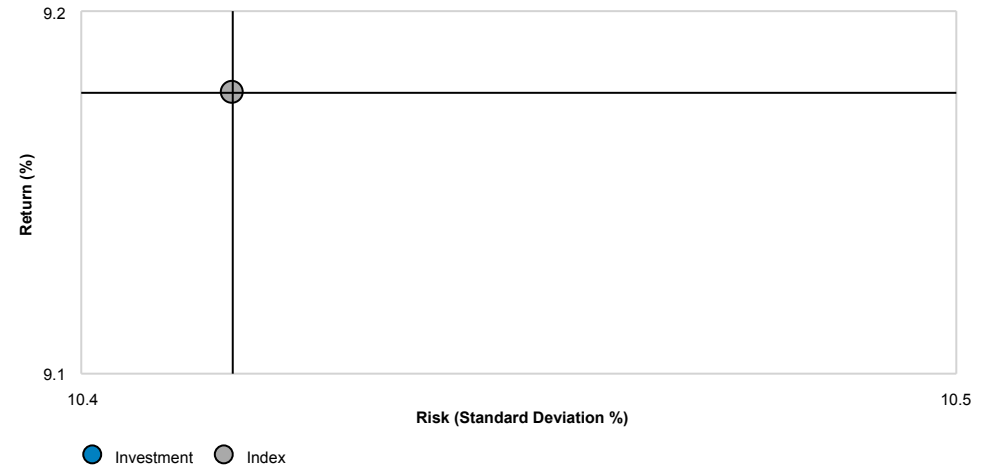 9.2
Return (%)
9.1
10.4
10.5
Risk (Standard Deviation %)
Investment Index